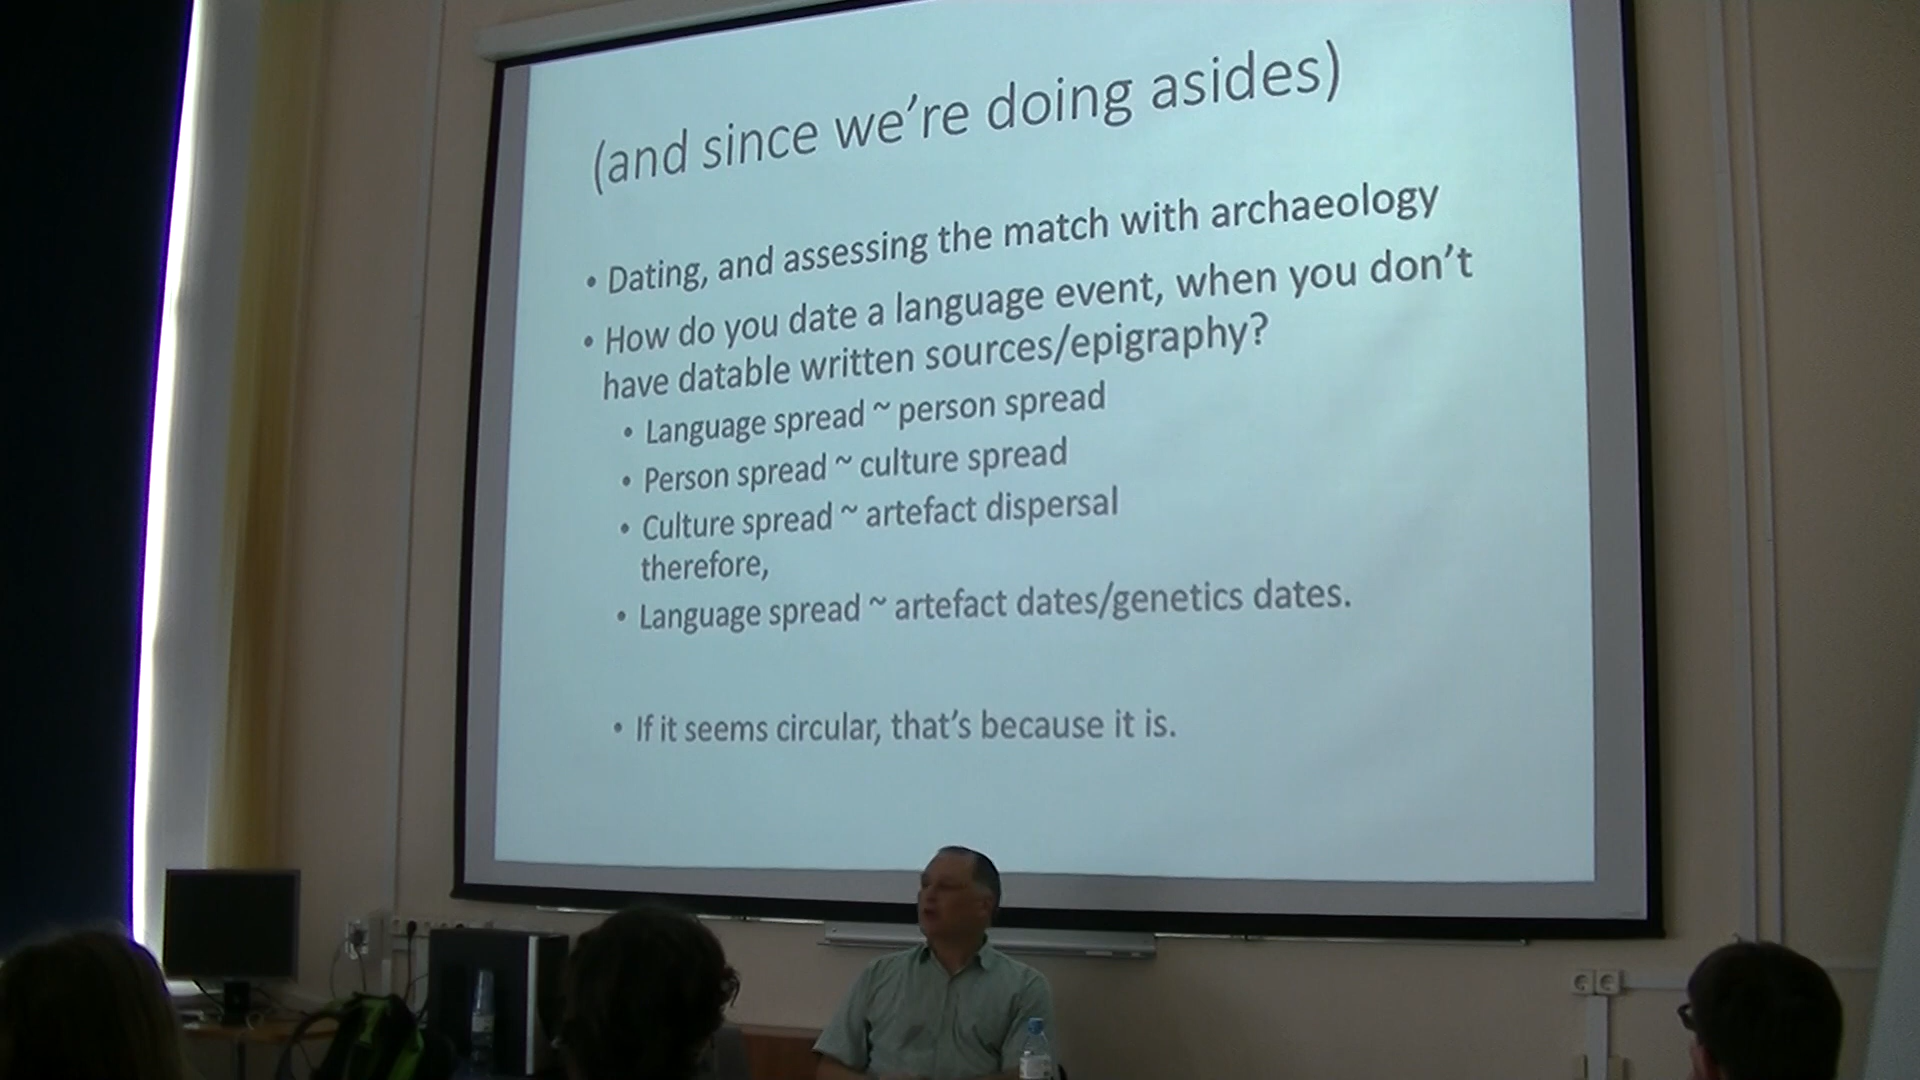 (and since we're doing asides)
• Dating, and assessing the match with archaeology
• How do you date a language event, when you don't
have datable written sources/epigraphy?
• Language spread ~ person spread
• Person spread ~ culture spread
• Culture spread ~ artefact dispersal
therefore,
• Language spread ~ artefact dates/genetics dates.
• If it seems circular, that's because it is.